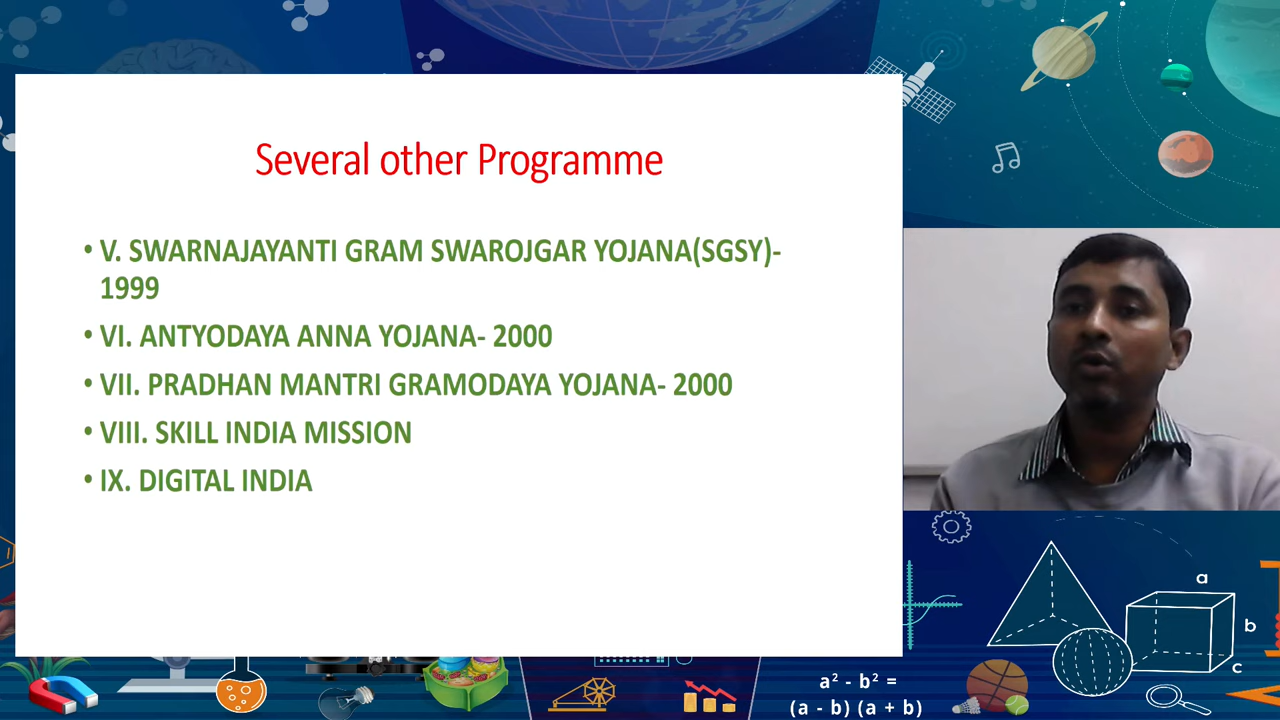 Several other Programme
• V. SWARNAJAYANTI GRAM SWAROJGAR YOJANA(SGSY)-
1999
• VI. ANTYODAYA ANNA YOJANA- 2000
• VII. PRADHAN MANTRI GRAMODAYA YOJANA- 2000
• VIII. SKILL INDIA MISSION
• IX. DIGITAL INDIA
a
b
c
a² - b² =
(a - b) (a + b)